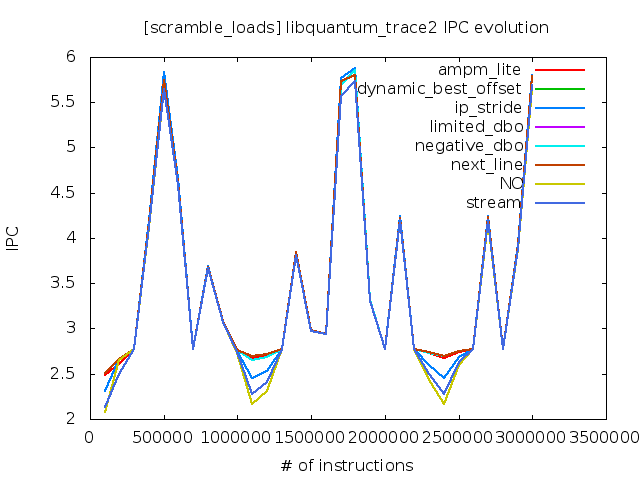 [scramble_loads] libquantum_trace2 IPC evolution
6
5.5
5
4.5
4
3.5
3
2.5
2
IPC
ampm_lite
dynamic_best_offset
ip_stride
limited_dbo
negative_dbo
next_line
NO
stream
0
500000
1000000
1500000
2000000
2500000
3000000
3500000
# of instructions